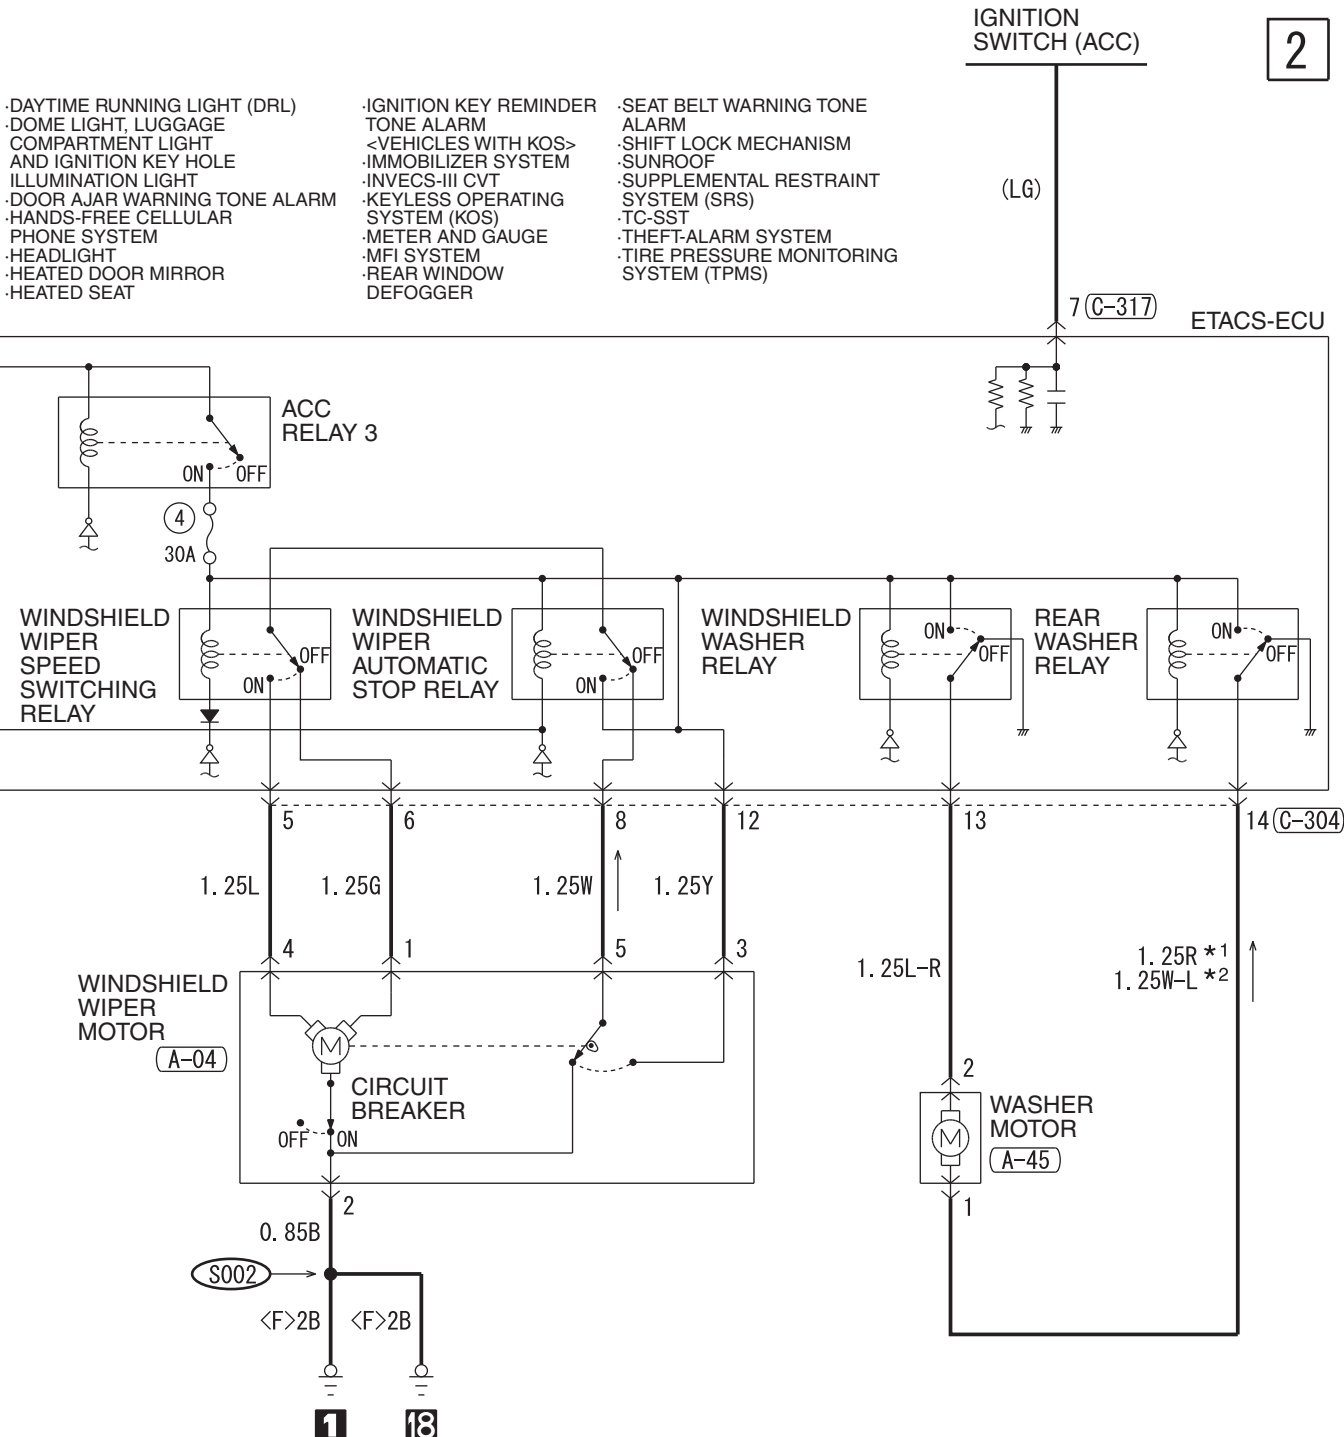 IGNITION
SWITCH (ACC)
2
·DAYTIME RUNNING LIGHT (DRL)
·DOME LIGHT, LUGGAGE
COMPARTMENT LIGHT
AND IGNITION KEY HOLE
ILLUMINATION LIGHT
·DOOR AJAR WARNING TONE ALARM
·HANDS-FREE CELLULAR
PHONE SYSTEM
·HEADLIGHT
·HEATED DOOR MIRROR
·HEATED SEAT
·IGNITION KEY REMINDER
TONE ALARM
<VEHICLES WITH KOS>
·IMMOBILIZER SYSTEM
·INVECS-III CVT
·KEYLESS OPERATING
SYSTEM (KOS)
·METER AND GAUGE
·MFI SYSTEM
·REAR WINDOW
DEFOGGER
·SEAT BELT WARNING TONE
ALARM
·SHIFT LOCK MECHANISM
·SUNROOF
·SUPPLEMENTAL RESTRAINT
SYSTEM (SRS)
·TC-SST
·THEFT-ALARM SYSTEM
·TIRE PRESSURE MONITORING
SYSTEM (TPMS)
(LG)
7 C-317
ETACS-ECU
ACC
RELAY 3
ON OFF
4
30A
WINDSHIELD
WIPER
SPEED
SWITCHING
RELAY
OFF
ON
WINDSHIELD
WIPER
AUTOMATIC
STOP RELAY
OFF
ON
WINDSHIELD
WASHER
RELAY
ON
OFF
REAR
WASHER
RELAY
ON
OFF
5 6 8 12 13 14 C-304
1.25L 1.25G 1.25W 1.25Y
4 1 5 3
1.25L-R
1.25R *1
1.25W-L *2
WINDSHIELD
WIPER
MOTOR
A-04
M
CIRCUIT
BREAKER
OFF ON
2
WASHER
MOTOR
A-45
M
1
2
0.85B
S002
<F>2B <F>2B
1 18